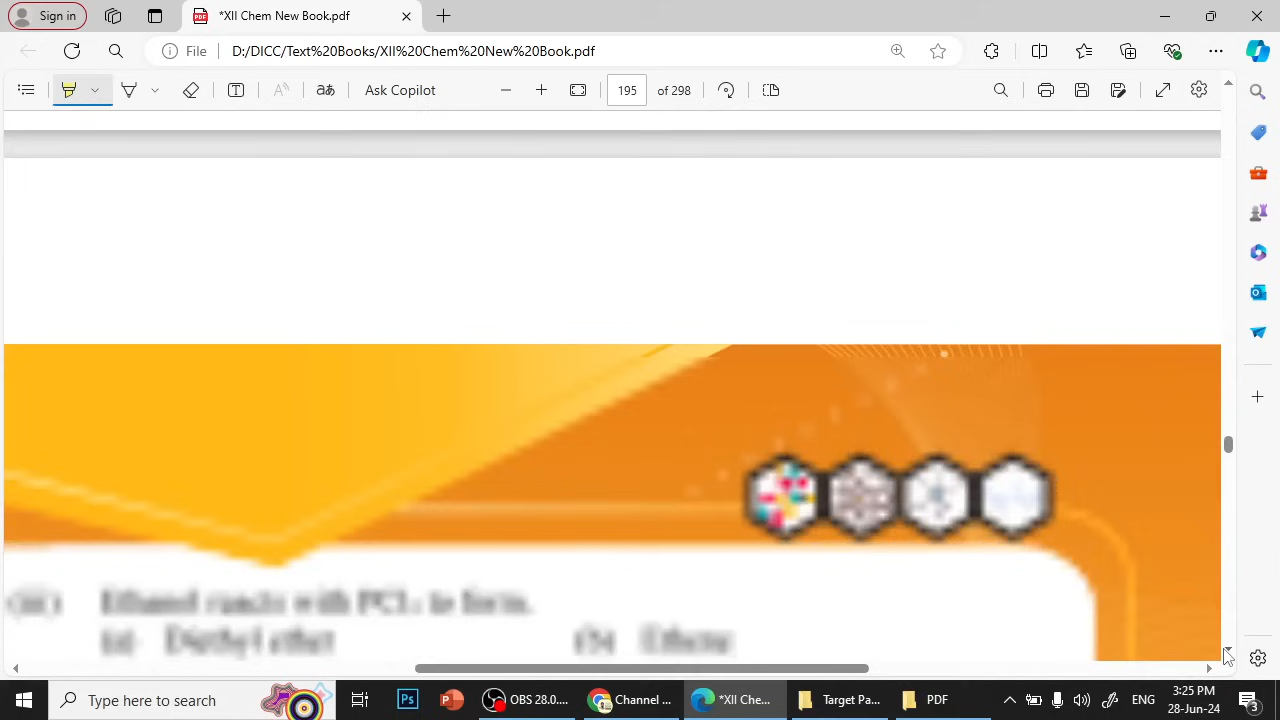 Sign in
*XII Chem New Book.pdf
File
D:/DICC/Text%20Books/XII%20Chem%20New%20Book.pdf
Ask Copilot
195 of 298
(iii) Ethanol reacts with to form.
(a) Diethyl ether (b) Ethene
Type here to search
Ps
OBS 28.0....
Channel ...
*XII Che...
Target Pa...
PDF
ENG
3:25 PM
28-Jun-24
3